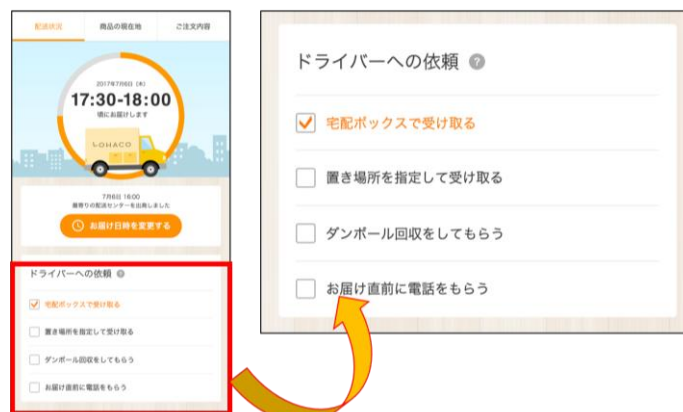 配送状況 商品の現在地 ご注文内容
2017年7月6日 (木)
17:30-18:00
頃にお届けします
LOHACO
7月6日 16:00
最寄りの配送センターを出発しました
お届け日時を変更する
ドライバーへの依頼 ?
宅配ボックスで受け取る
置き場所を指定して受け取る
ダンボール回収をしてもらう
お届け直前に電話をもらう
ドライバーへの依頼 ?
宅配ボックスで受け取る
置き場所を指定して受け取る
ダンボール回収をしてもらう
お届け直前に電話をもらう